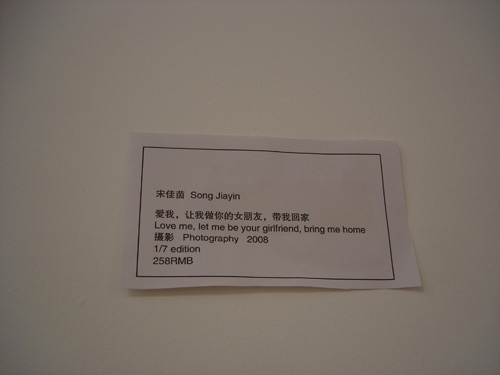 宋佳茵 Song Jiayin
爱我，让我做你的女朋友，带我回家
Love me, let me be your girlfriend, bring me home
攝影 Photography 2008
1/7 edition
258RMB